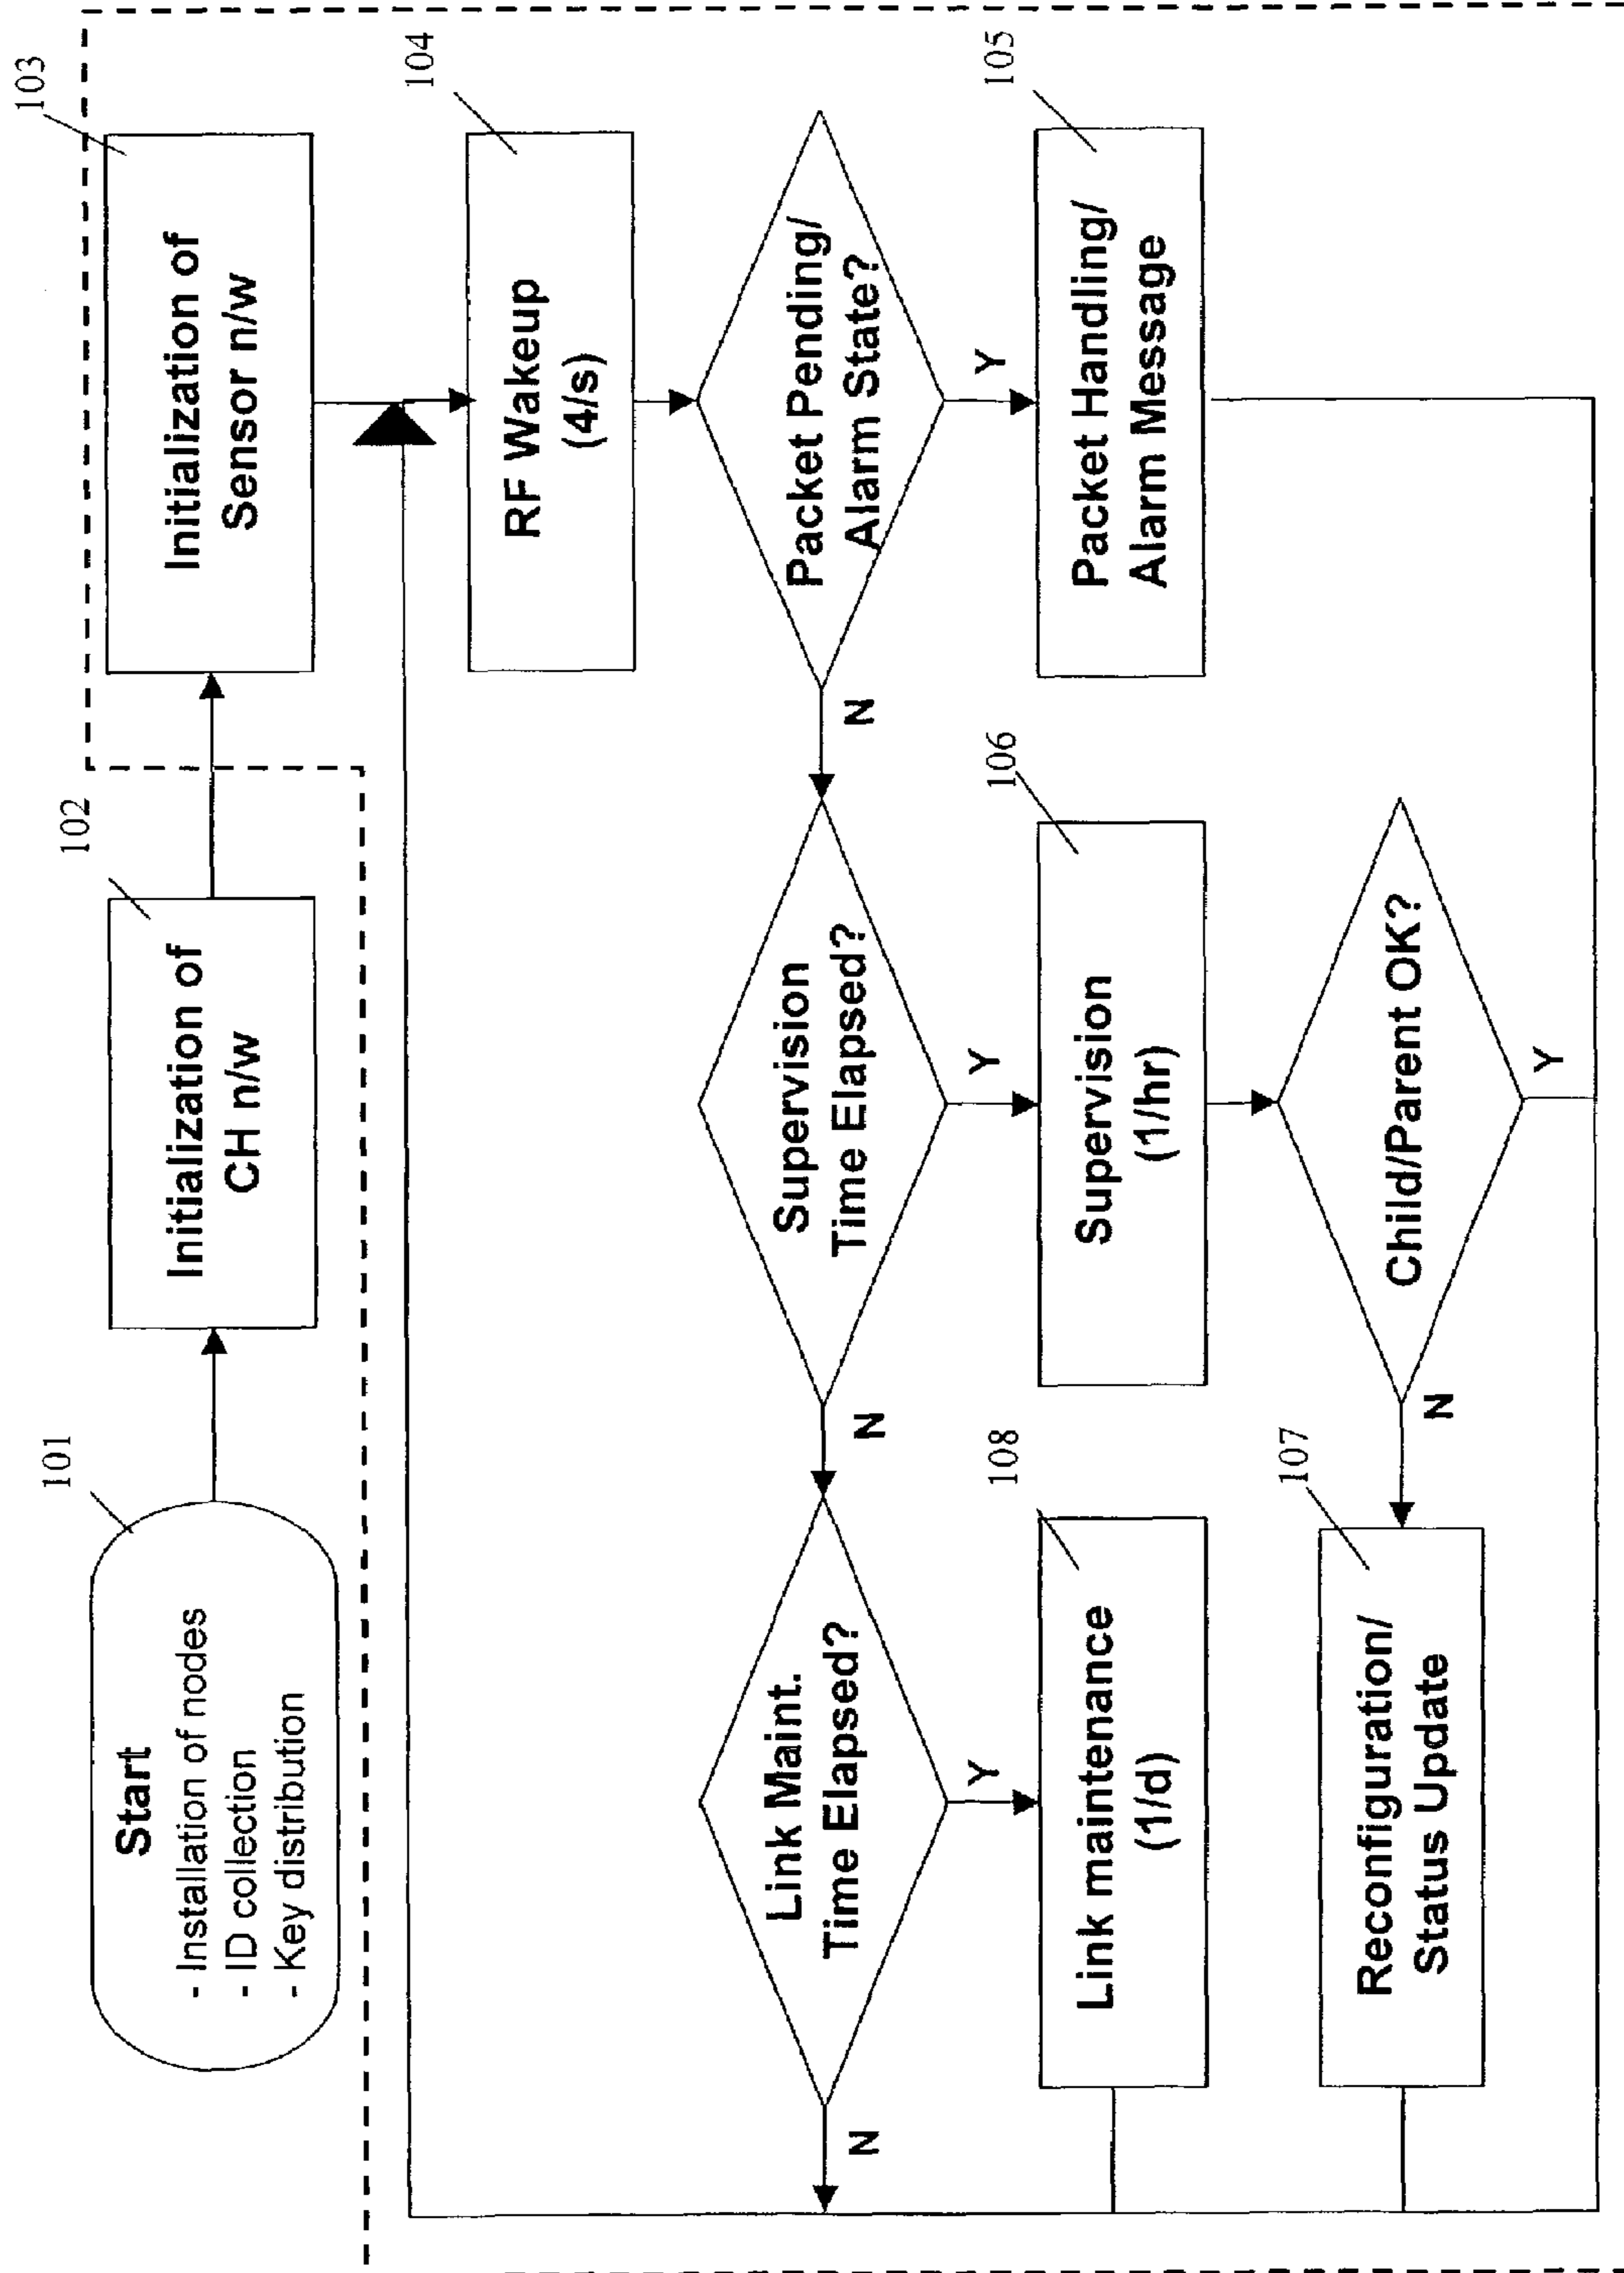 101
Start
- Installation of nodes
- ID collection
- Key distribution
102
Initialization of
CH n/w
103
Initialization of
Sensor n/w
104
RF Wakeup
(4/s)
Packet Pending/
Alarm State?
N
Y
105
Packet Handling/
Alarm Message
Supervision
Time Elapsed?
N
Y
106
Supervision
(1/hr)
Child/Parent OK?
N
Y
Link Maint.
Time Elapsed?
N
Y
108
Link maintenance
(1/d)
107
Reconfiguration/
Status Update